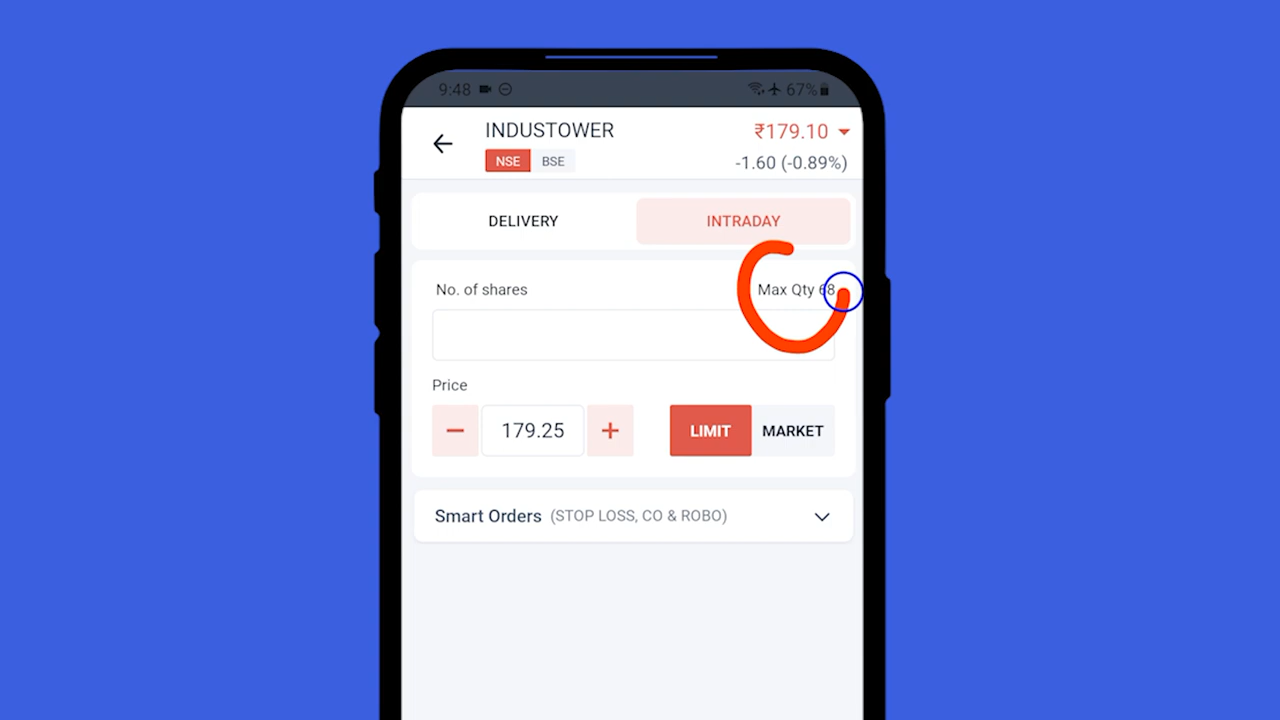 9:48 67%
INDUSTOWER ₹179.10
NSE BSE -1.60 (-0.89%)
DELIVERY INTRADAY
No. of shares Max Qty 68
Price
− 179.25 + LIMIT MARKET
Smart Orders (STOP LOSS, CO & ROBO)